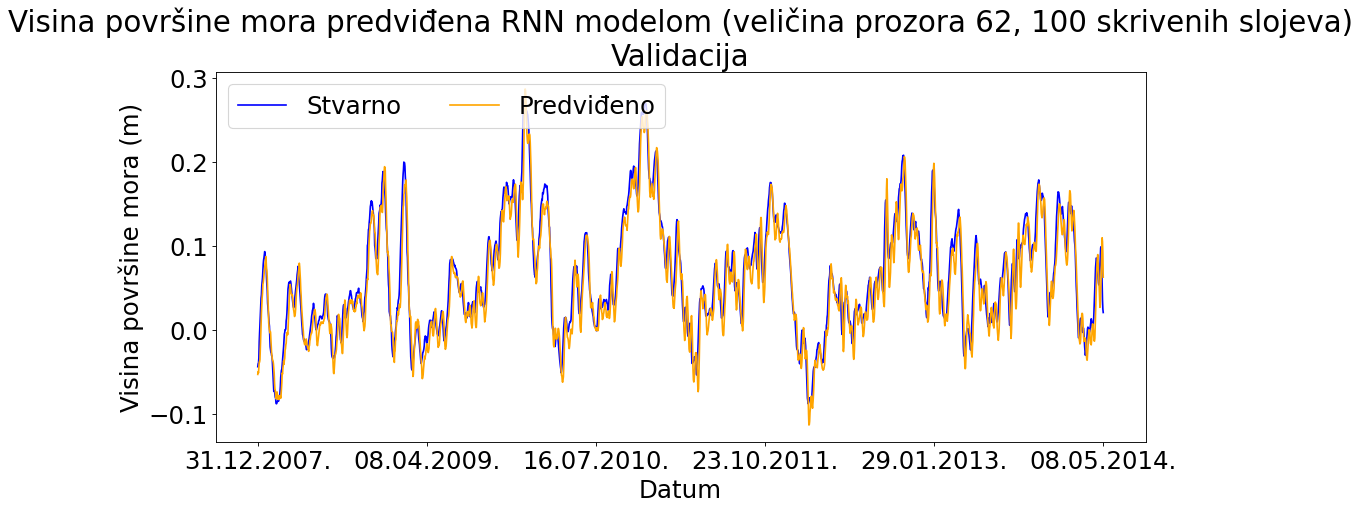 Visina površine mora predviđena RNN modelom (veličina prozora 62, 100 skrivenih slojeva)
Validacija
Stvarno
Predviđeno
Visina površine mora (m)
0.3
0.2
0.1
0.0
−0.1
31.12.2007.
08.04.2009.
16.07.2010.
23.10.2011.
29.01.2013.
08.05.2014.
Datum